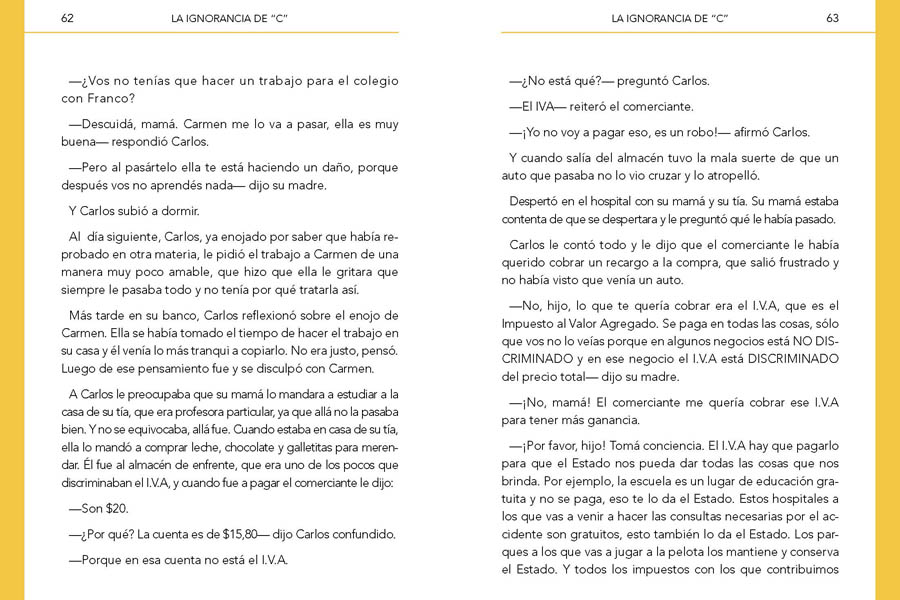 62
LA IGNORANCIA DE “C”
—¿Vos no tenías que hacer un trabajo para el colegio
con Franco?
—Descuidá, mamá. Carmen me lo va a pasar, ella es muy
buena— respondió Carlos.
—Pero al pasártelo ella te está haciendo un daño, porque
después vos no aprendés nada— dijo su madre.
Y Carlos subió a dormir.
Al día siguiente, Carlos, ya enojado por saber que había re-
probado en otra materia, le pidió el trabajo a Carmen de una
manera muy poco amable, que hizo que ella le gritara que
siempre le pasaba todo y no tenía por qué tratarla así.
Más tarde en su banco, Carlos reflexionó sobre el enojo de
Carmen. Ella se había tomado el tiempo de hacer el trabajo en
su casa y él venía lo más tranqui a copiarlo. No era justo, pensó.
Luego de ese pensamiento fue y se disculpó con Carmen.
A Carlos le preocupaba que su mamá lo mandara a estudiar a la
casa de su tía, que era profesora particular, ya que allá no la pasaba
bien. Y no se equivocaba, allá fue. Cuando estaba en casa de su tía,
ella lo mandó a comprar leche, chocolate y galletitas para meren-
dar. Él fue al almacén de enfrente, que era uno de los pocos que
discriminaban el I.V.A, y cuando fue a pagar el comerciante le dijo:
—Son $20.
—¿Por qué? La cuenta es de $15,80— dijo Carlos confundido.
—Porque en esa cuenta no está el I.V.A.
LA IGNORANCIA DE “C”
63
—¿No está qué?— preguntó Carlos.
—El IVA— reiteró el comerciante.
—¡Yo no voy a pagar eso, es un robo!— afirmó Carlos.
Y cuando salía del almacén tuvo la mala suerte de que un
auto que pasaba no lo vio cruzar y lo atropelló.
Despertó en el hospital con su mamá y su tía. Su mamá estaba
contenta de que se despertara y le preguntó qué le había pasado.
Carlos le contó todo y le dijo que el comerciante le había
querido cobrar un recargo a la compra, que salió frustrado y
no había visto que venía un auto.
—No, hijo, lo que te quería cobrar era el I.V.A, que es el
Impuesto al Valor Agregado. Se paga en todas las cosas, sólo
que vos no lo veías porque en algunos negocios está NO DIS-
CRIMINADO y en ese negocio el I.V.A está DISCRIMINADO
del precio total— dijo su madre.
—¡No, mamá! El comerciante me quería cobrar ese I.V.A
para tener más ganancia.
—¡Por favor, hijo! Tomá conciencia. El I.V.A hay que pagarlo
para que el Estado nos pueda dar todas las cosas que nos
brinda. Por ejemplo, la escuela es un lugar de educación gra-
tuita y no se paga, eso te lo da el Estado. Estos hospitales a
los que vas a venir a hacer las consultas necesarias por el ac-
cidente son gratuitos, esto también lo da el Estado. Los par-
ques a los que vas a jugar a la pelota los mantiene y conserva
el Estado. Y todos los impuestos con los que contribuimos